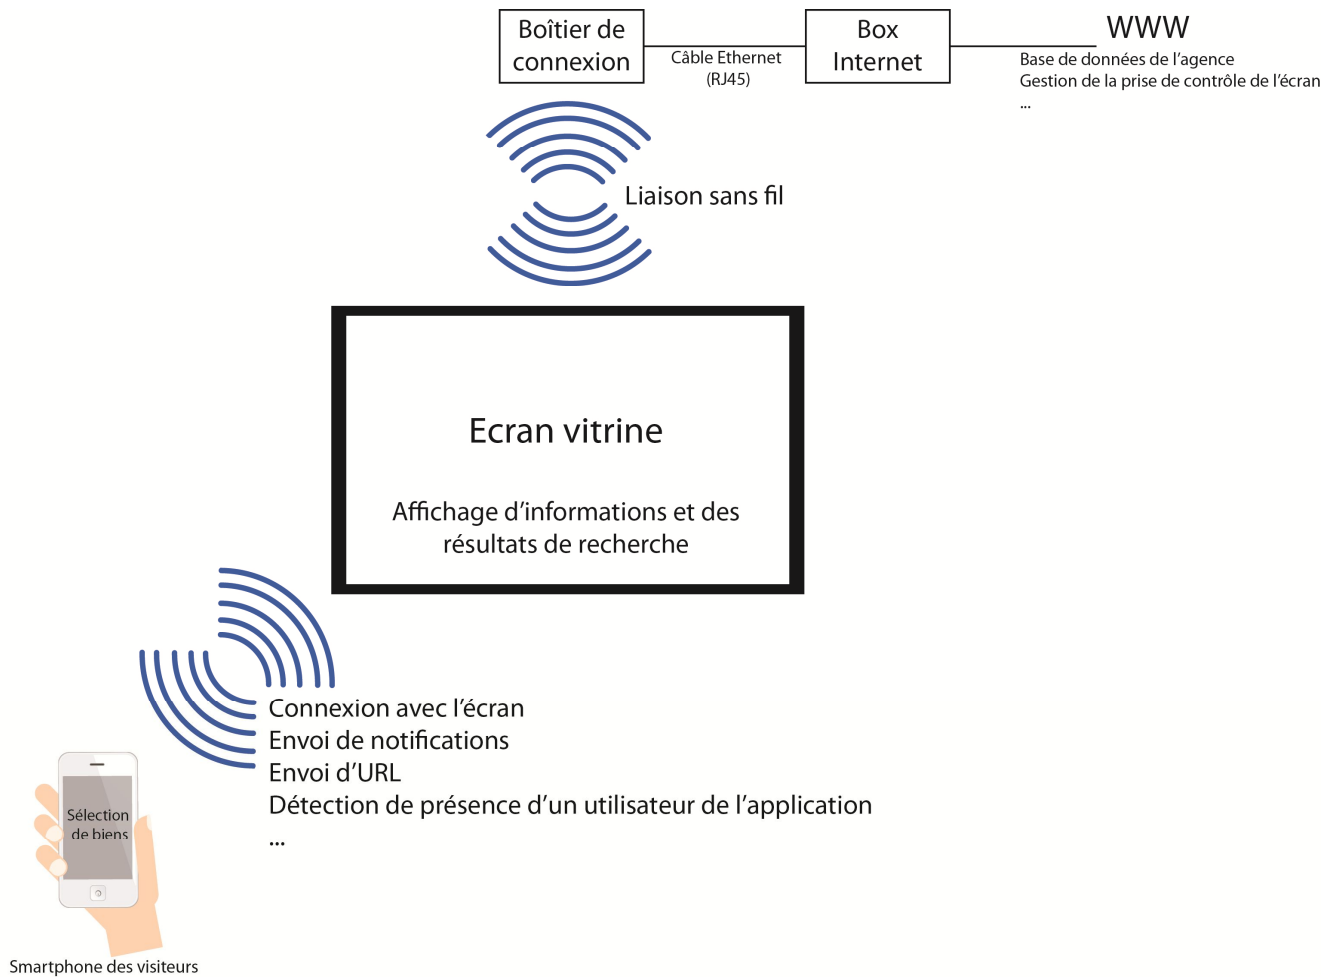 Boîtier de
connexion
Câble Ethernet
(RJ45)
Box
Internet
WWW
Base de données de l'agence
Gestion de la prise de contrôle de l'écran
...
Liaison sans fil
Ecran vitrine
Affichage d'informations et des
résultats de recherche
Connexion avec l'écran
Envoi de notifications
Envoi d'URL
Détection de présence d'un utilisateur de l'application
...
Sélection
de biens
Smartphone des visiteurs